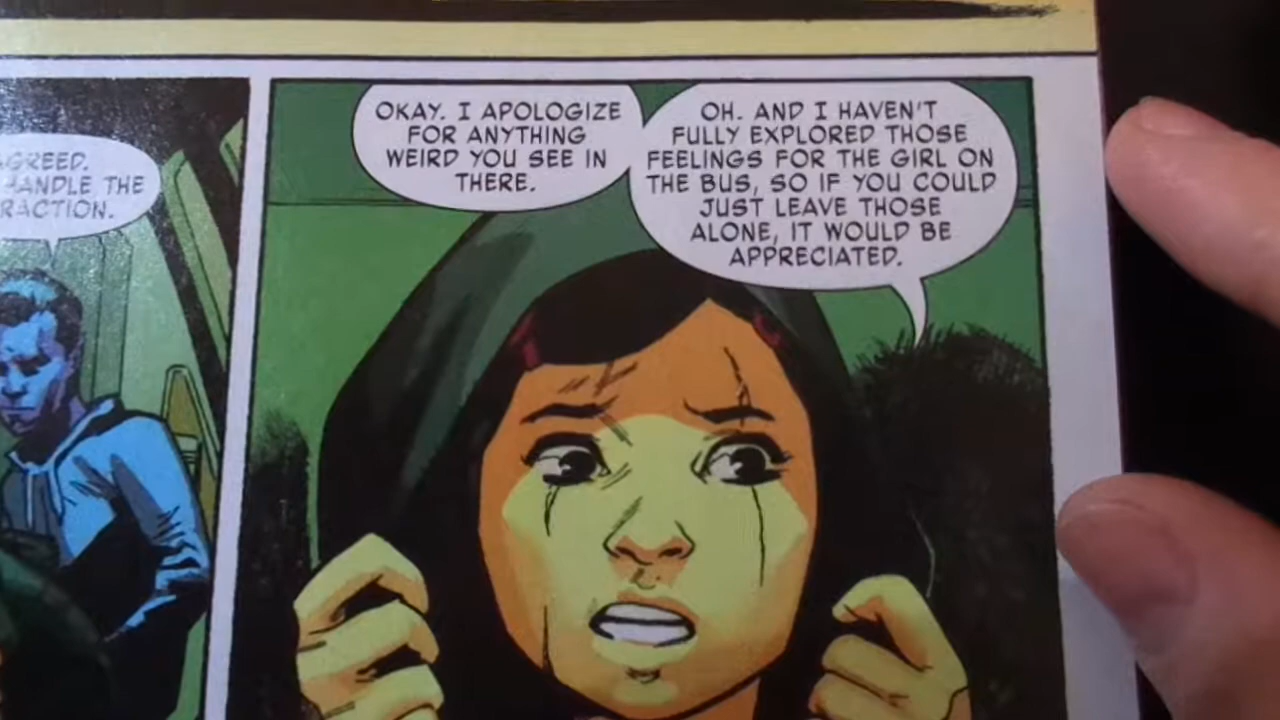 AGREED.
HANDLE THE
RACTION.
OKAY. I APOLOGIZE
FOR ANYTHING
WEIRD YOU SEE IN
THERE.
OH. AND I HAVEN'T
FULLY EXPLORED THOSE
FEELINGS FOR THE GIRL ON
THE BUS, SO IF YOU COULD
JUST LEAVE THOSE
ALONE, IT WOULD BE
APPRECIATED.